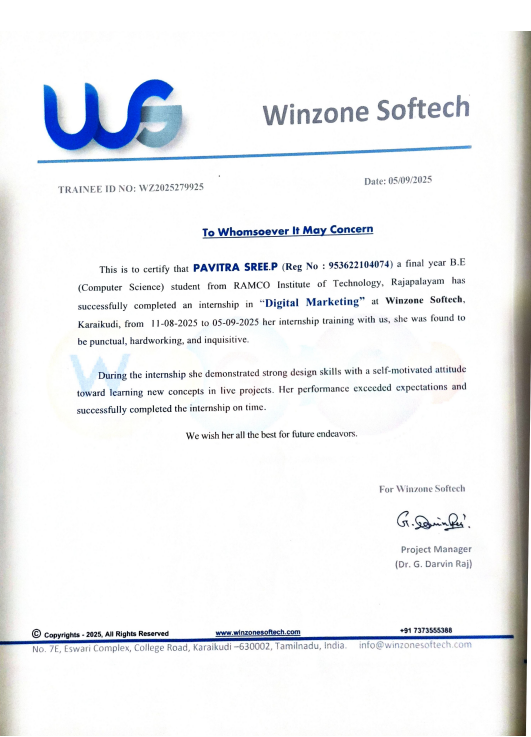 WS
Winzone Softech
TRAINEE ID NO: WZ2025279925
Date: 05/09/2025
To Whomsoever It May Concern
This is to certify that PAVITRA SREE.P (Reg No : 953622104074) a final year B.E
(Computer Science) student from RAMCO Institute of Technology, Rajapalayam has
successfully completed an internship in "Digital Marketing" at Winzone Softech,
Karaikudi, from 11-08-2025 to 05-09-2025 her internship training with us, she was found to
be punctual, hardworking, and inquisitive.
During the internship she demonstrated strong design skills with a self-motivated attitude
toward learning new concepts in live projects. Her performance exceeded expectations and
successfully completed the internship on time.
We wish her all the best for future endeavors.
For Winzone Softech
G. Darvin Raj.
Project Manager
(Dr. G. Darvin Raj)
© Copyrights - 2025, All Rights Reserved www.winzonesoftech.com +91 7373555388
No. 7E, Eswari Complex, College Road, Karaikudi –630002, Tamilnadu, India. info@winzonesoftech.com